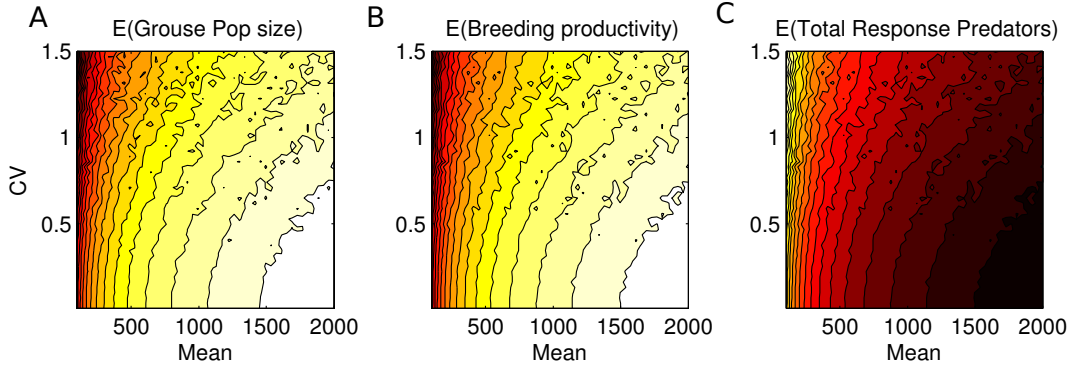 A
E(Grouse Pop size)
1.5
1
0.5
CV
500
1000
1500
2000
Mean
B
E(Breeding productivity)
1.5
1
0.5
500
1000
1500
2000
Mean
C
E(Total Response Predators)
1.5
1
0.5
500
1000
1500
2000
Mean